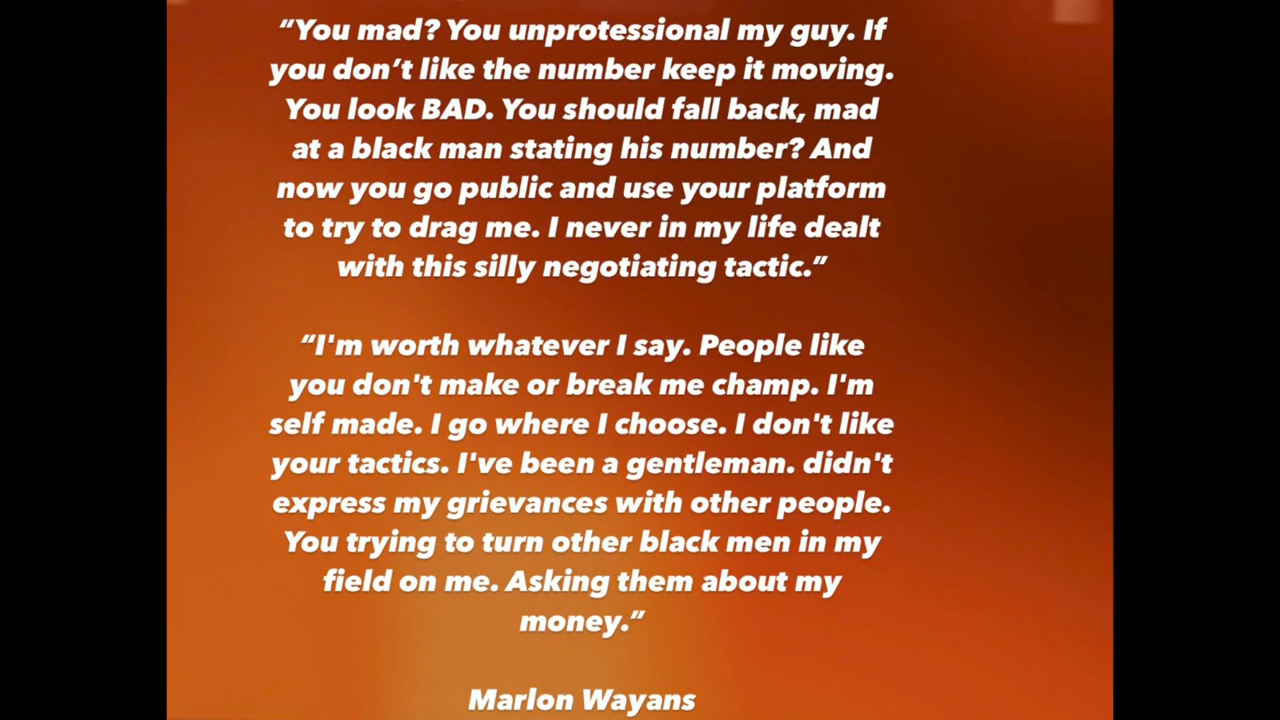 “You mad? You unprotessional my guy. If
you don’t like the number keep it moving.
You look BAD. You should fall back, mad
at a black man stating his number? And
now you go public and use your platform
to try to drag me. I never in my life dealt
with this silly negotiating tactic.”
“I'm worth whatever I say. People like
you don't make or break me champ. I'm
self made. I go where I choose. I don't like
your tactics. I've been a gentleman. didn't
express my grievances with other people.
You trying to turn other black men in my
field on me. Asking them about my
money.”
Marlon Wayans